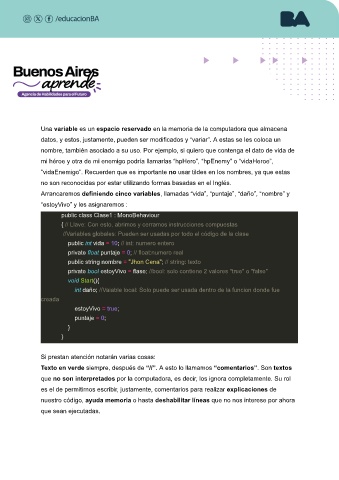 /educacionBA
BA
Buenos Aires
aprende
Agencia de Habilidades para el Futuro
Una variable es un espacio reservado en la memoria de la computadora que almacena
datos, y estos, justamente, pueden ser modificados y "variar". A estas se les coloca un
nombre, también asociado a su uso. Por ejemplo, si quiero que contenga el dato de vida de
mi héroe y otra de mi enemigo podría llamarlas "hpHero", "hpEnemy" o "vidaHeroe",
"vidaEnemigo". Recuerden que es importante no usar tildes en los nombres, ya que estas
no son reconocidas por estar utilizando formas basadas en el Inglés.
Arrancaremos definiendo cinco variables, llamadas "vida", "puntaje", "daño", "nombre" y
"estoyVivo" y les asignaremos :
public class Clase1 : MonoBehaviour
{ // Llave: Con esto, abrimos y cerramos instrucciones compuestas
//Variables globales: Pueden ser usadas por todo el código de la clase
public int vida = 10; // int: numero entero
private float puntaje = 0; // float:numero real
public string nombre = "Jhon Cena"; // string: texto
private bool estoyVivo = flase; //bool/ solo contiene 2 valores "true" o "false"
void Start(){
int daño; //Vaiable local: Solo puede ser usada dentro de la funcion donde fue
creada
estoyVivo = true;
puntaje = 0;
}
}
Si prestan atención notarán varias cosas:
Texto en verde siempre, después de "//". A esto lo llamamos "comentarios". Son textos
que no son interpretados por la computadora, es decir, los ignora completamente. Su rol
es el de permitirnos escribir, justamente, comentarios para realizar explicaciones de
nuestro código, ayuda memoria o hasta deshabilitar líneas que no nos interese por ahora
que sean ejecutadas.